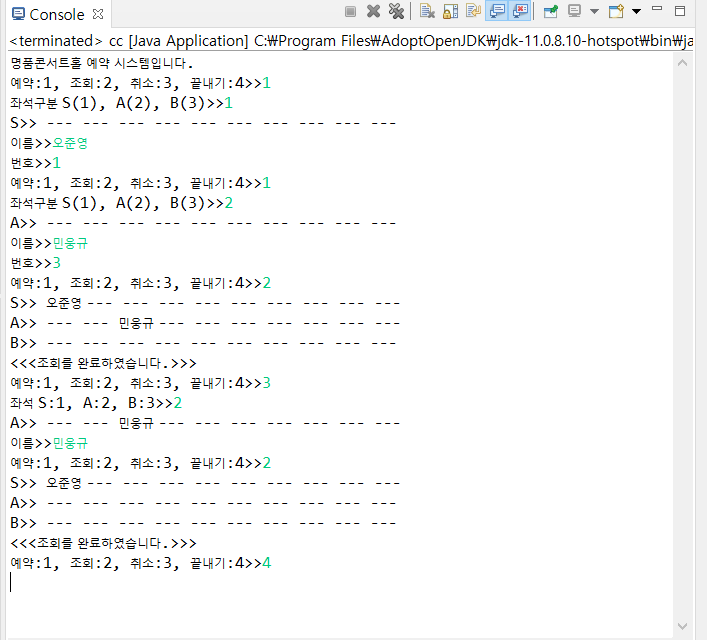 Console
<terminated> cc [Java Application] C:₩Program Files₩AdoptOpenJDK₩jdk-11.0.8.10-hotspot₩bin₩ja
명품콘서트홀 예약 시스템입니다.
예약:1, 조회:2, 취소:3, 끝내기:4>>1
좌석구분 S(1), A(2), B(3)>>1
S>> --- --- --- --- --- --- --- --- --- ---
이름>>오준영
번호>>1
예약:1, 조회:2, 취소:3, 끝내기:4>>1
좌석구분 S(1), A(2), B(3)>>2
A>> --- --- --- --- --- --- --- --- --- ---
이름>>민웅규
번호>>3
예약:1, 조회:2, 취소:3, 끝내기:4>>2
S>> 오준영 --- --- --- --- --- --- --- --- ---
A>> --- --- 민웅규 --- --- --- --- --- --- ---
B>> --- --- --- --- --- --- --- --- --- ---
<<<조회를 완료하였습니다.>>>
예약:1, 조회:2, 취소:3, 끝내기:4>>3
좌석 S:1, A:2, B:3>>2
A>> --- --- 민웅규 --- --- --- --- --- --- ---
이름>>민웅규
예약:1, 조회:2, 취소:3, 끝내기:4>>2
S>> 오준영 --- --- --- --- --- --- --- --- ---
A>> --- --- --- --- --- --- --- --- --- ---
B>> --- --- --- --- --- --- --- --- --- ---
<<<조회를 완료하였습니다.>>>
예약:1, 조회:2, 취소:3, 끝내기:4>>4